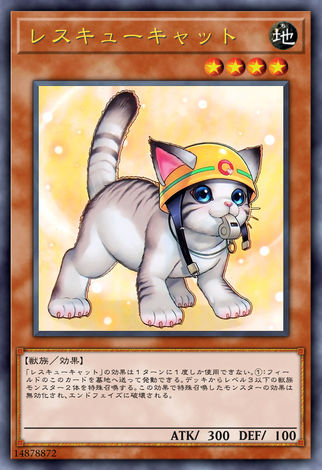 レスキューキャット
地
ち
【獣族／効果】
「レスキューキャット」の効果は１ターンに１度しか使用できない。①：フィー
ルドのこのカードを墓地へ送って発動できる。デッキからレベル３以下の獣族
モンスター２体を特殊召喚する。この効果で特殊召喚したモンスターの効果は
無効化され、エンドフェイズに破壊される。
ATK/ 300 DEF/ 100
14878872